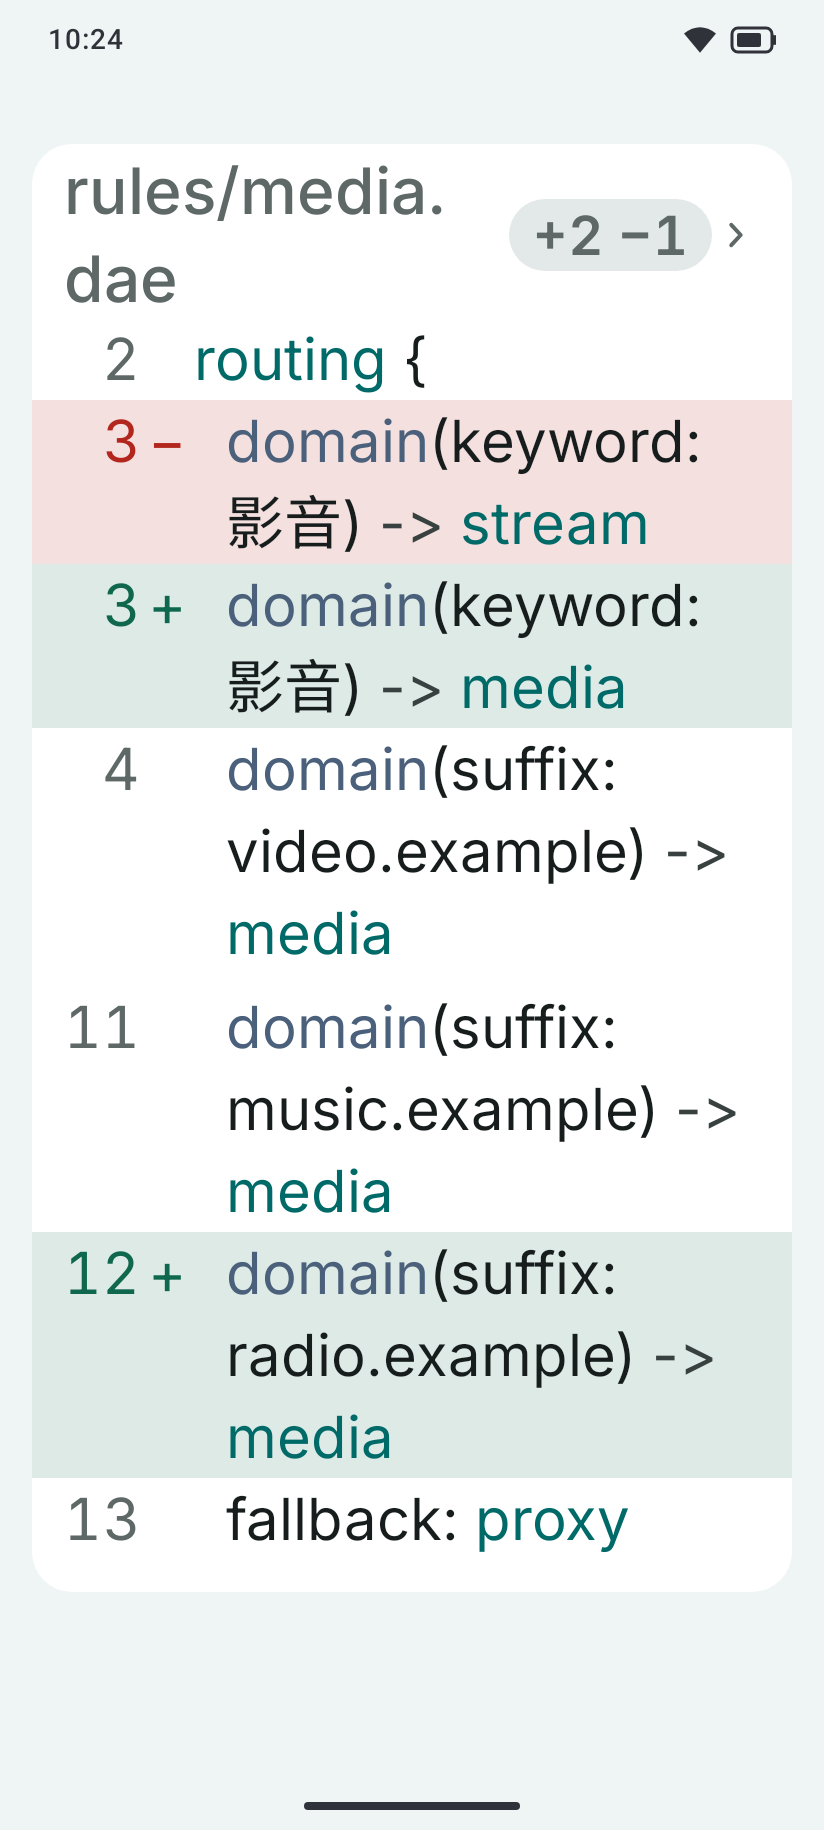 10:24
rules/media.
dae
+2 −1
2 routing {
3 − domain(keyword:
影音) -> stream
3 + domain(keyword:
影音) -> media
4 domain(suffix:
video.example) ->
media
11 domain(suffix:
music.example) ->
media
12 + domain(suffix:
radio.example) ->
media
13 fallback: proxy